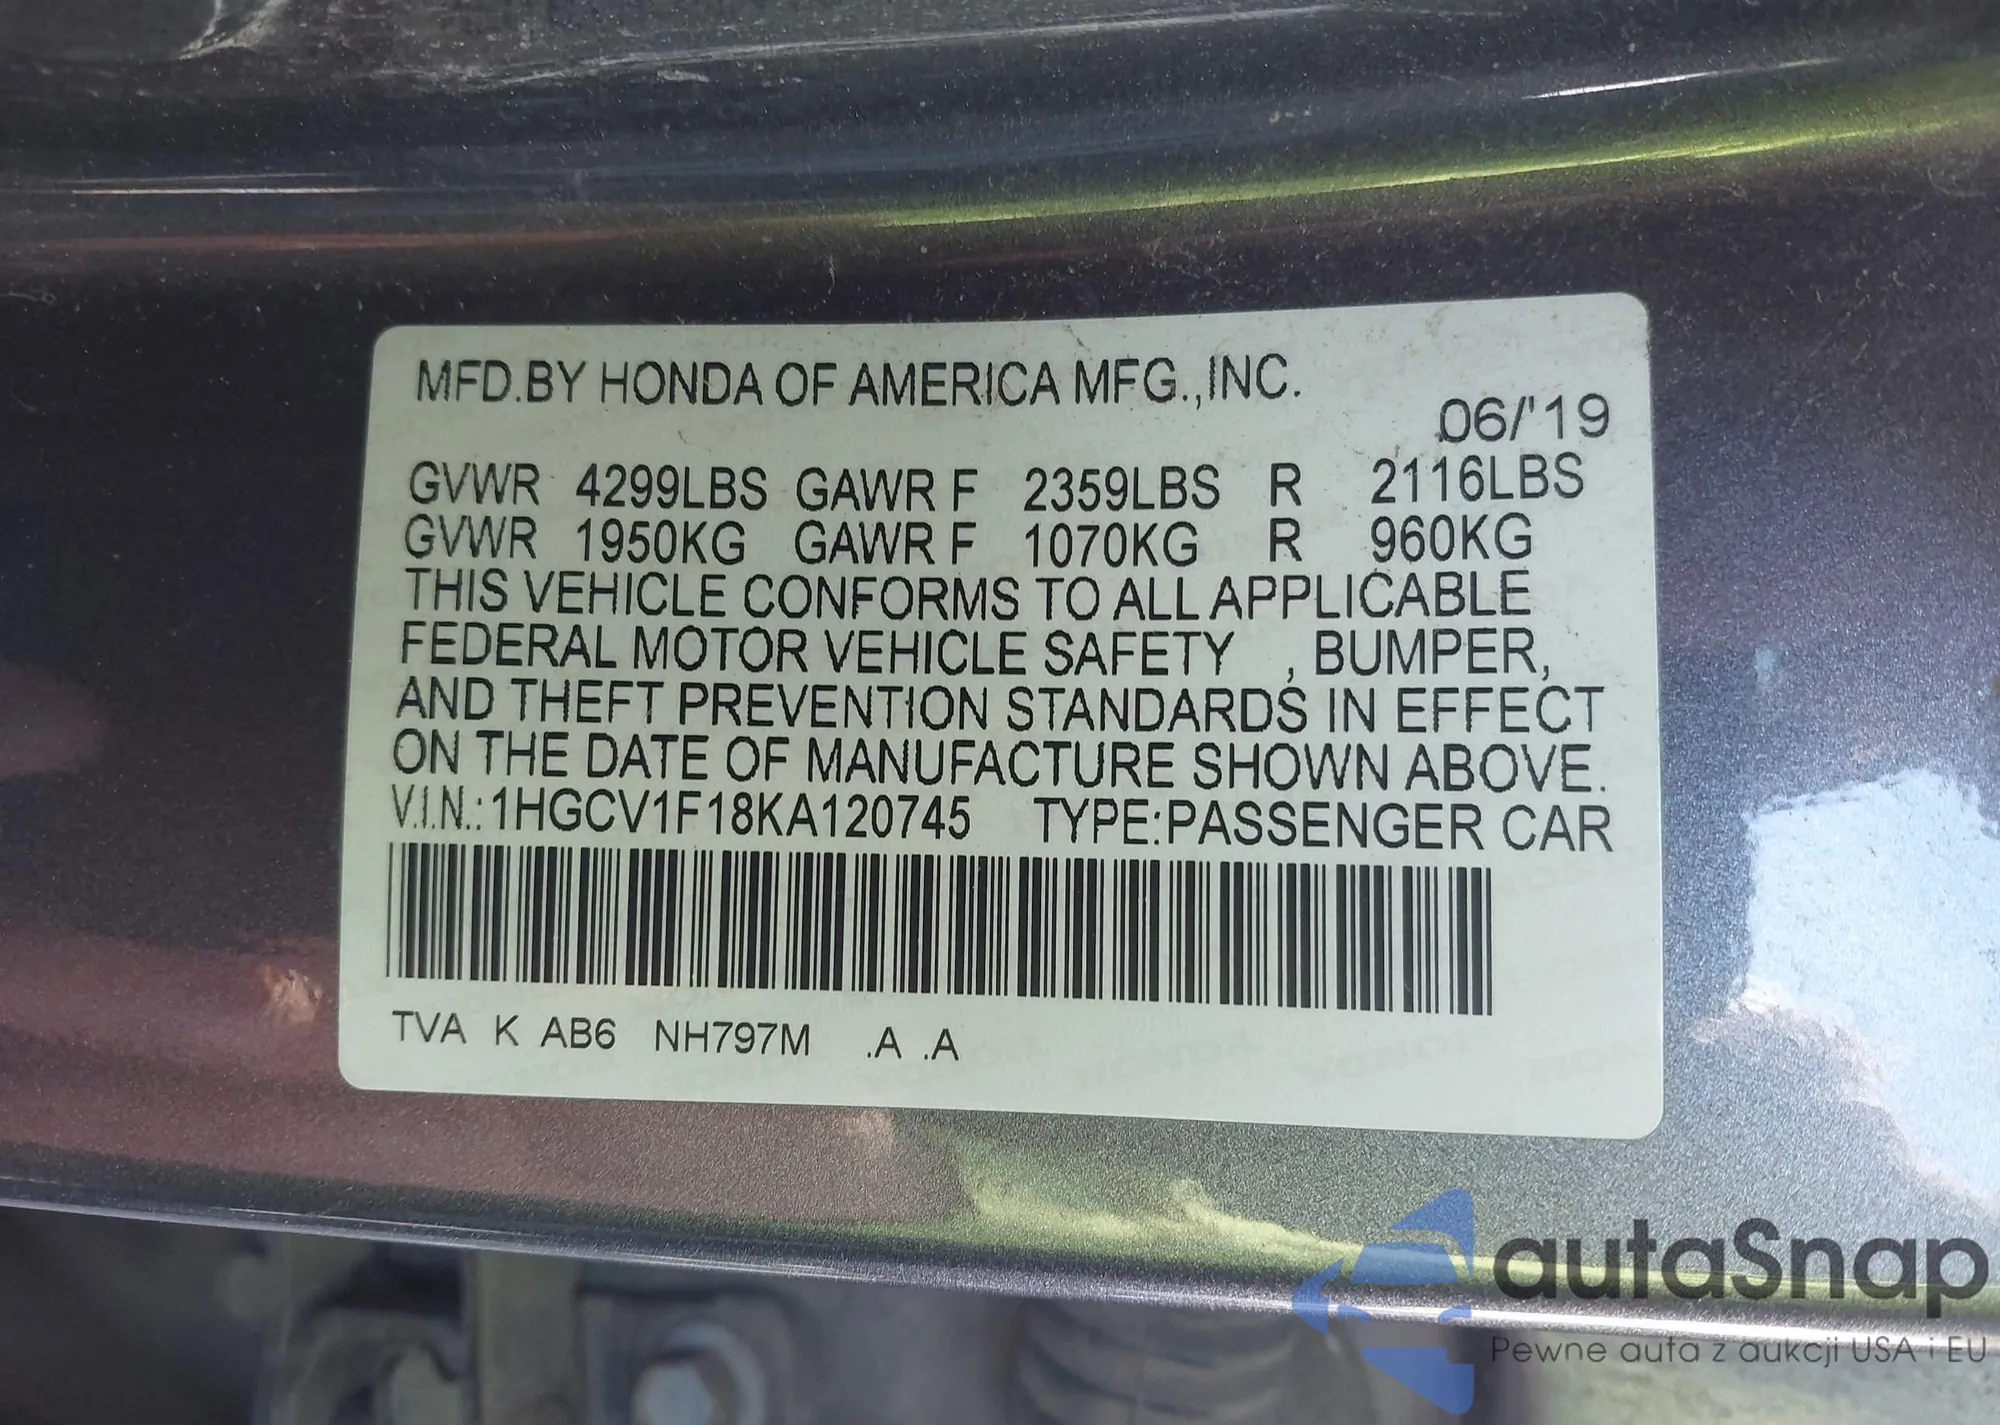 MFD.BY HONDA OF AMERICA MFG.,INC.
06/'19
GVWR 4299LBS GAWR F 2359LBS R 2116LBS
GVWR 1950KG GAWR F 1070KG R 960KG
THIS VEHICLE CONFORMS TO ALL APPLICABLE
FEDERAL MOTOR VEHICLE SAFETY , BUMPER,
AND THEFT PREVENTION STANDARDS IN EFFECT
ON THE DATE OF MANUFACTURE SHOWN ABOVE.
V.I.N.: 1HGCV1F18KA120745 TYPE:PASSENGER CAR
TVA K AB6 NH797M .A .A
autaSnap
Pewne auta z aukcji USA i EU